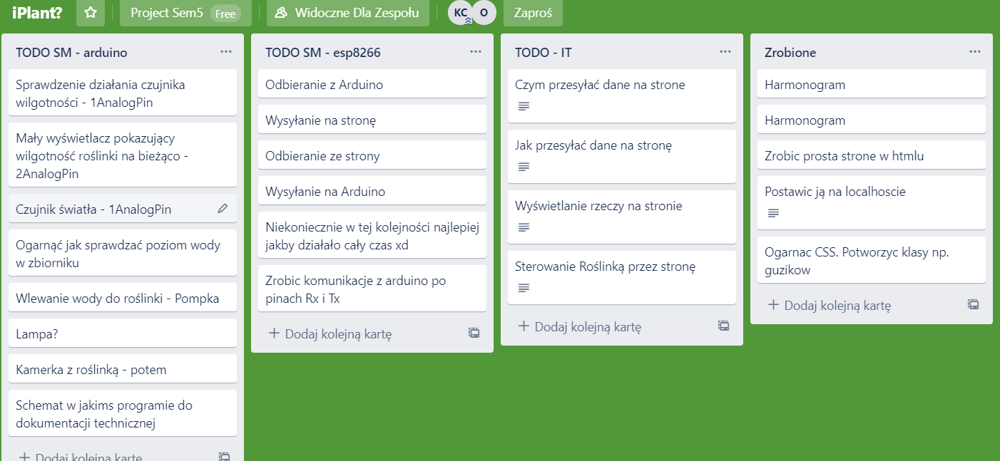 iPlant?
Project Sem5 Free
Widoczne Dla Zespołu
KC
O
Zaproś
TODO SM - arduino
Sprawdzenie działania czujnika
wilgotności - 1AnalogPin
Mały wyświetlacz pokazujący
wilgotność roślinki na bieżąco -
2AnalogPin
Czujnik światła - 1AnalogPin
Ogarnąć jak sprawdzać poziom wody
w zbiorniku
Wlewanie wody do roślinki - Pompka
Lampa?
Kamerka z roślinką - potem
Schemat w jakims programie do
dokumentacji technicznej
+ Dodaj kolejną kartę
TODO SM - esp8266
Odbieranie z Arduino
Wysyłanie na stronę
Odbieranie ze strony
Wysyłanie na Arduino
Niekoniecznie w tej kolejności najlepiej
jakby działało cały czas xd
Zrobic komunikacje z arduino po
pinach Rx i Tx
+ Dodaj kolejną kartę
TODO - IT
Czym przesyłać dane na strone
Jak przesyłać dane na stronę
Wyświetlanie rzeczy na stronie
Sterowanie Roślinką przez stronę
+ Dodaj kolejną kartę
Zrobione
Harmonogram
Harmonogram
Zrobic prosta strone w htmlu
Postawic ją na localhoscie
Ogarnac CSS. Potworzyc klasy np.
guzikow
+ Dodaj kolejną kartę